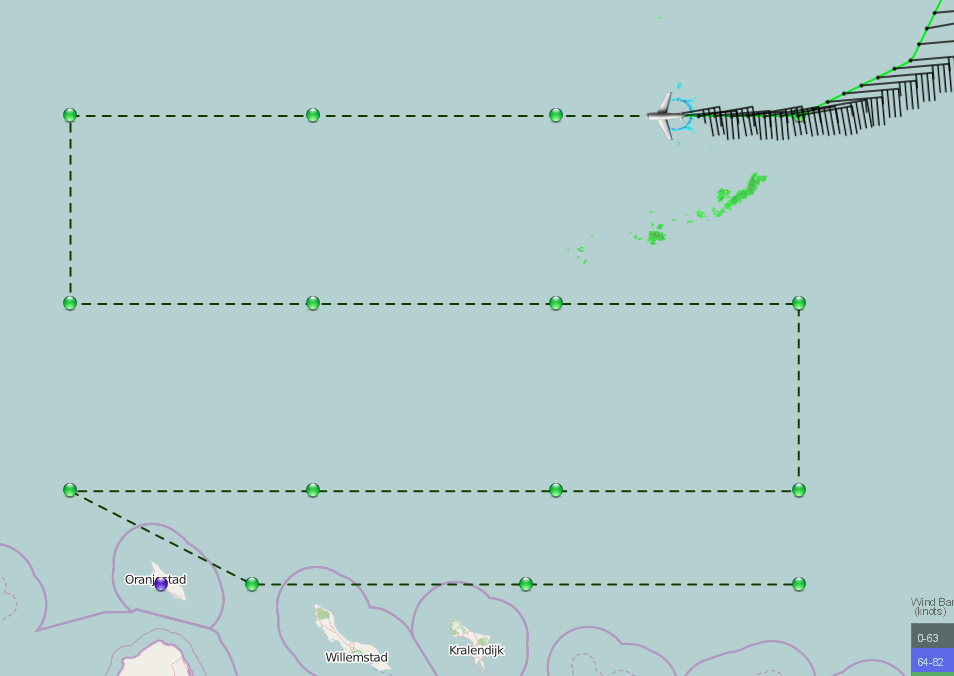 Oranjestad
Willemstad
Kralendijk
Wind Bar
(knots)
0-63
64-82